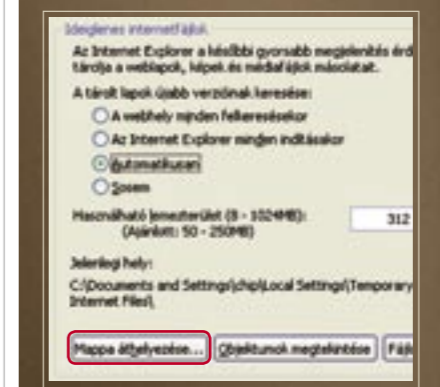 Ideiglenes internetfájlok
Az Internet Explorer a későbbi gyorsabb megjelenítés érd
tárolja a weblapok, képek és médiafájlok másolatait.
A tárolt lapok újabb verzióinak keresése:
A webhely minden felkeresésekor
Az Internet Explorer minden indításakor
Automatikusan
Sosem
Használható lemezterület (8 - 1024MB):
312
(Ajánlott: 50 - 250MB)
Jelenlegi hely:
C:\Documents and Settings\chip\Local Settings\Temporary
Internet Files\
Mappa áthelyezése... Objektumok megtekintése Fájl